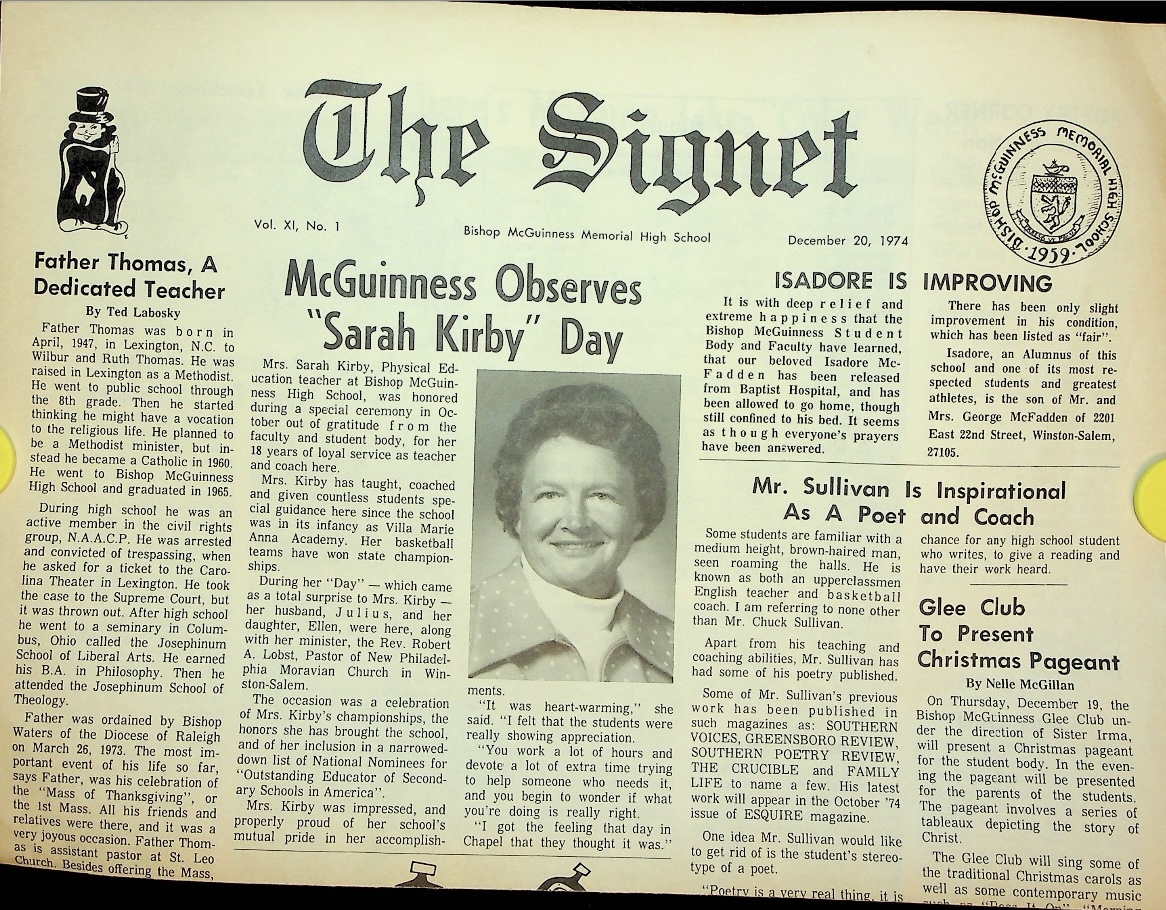 The Signet
BISHOP McGUINNESS MEMORIAL HIGH SCHOOL
·1959·
Vol. XI, No. 1
Bishop McGuinness Memorial High School
December 20, 1974
Father Thomas, A
Dedicated Teacher
By Ted Labosky
Father Thomas was born in
April, 1947, in Lexington, N.C. to
Wilbur and Ruth Thomas. He was
raised in Lexington as a Methodist.
He went to public school through
the 8th grade. Then he started
thinking he might have a vocation
to the religious life. He planned to
be a Methodist minister, but in-
stead he became a Catholic in 1960.
He went to Bishop McGuinness
High School and graduated in 1965.
During high school he was an
active member in the civil rights
group, N.A.A.C.P. He was arrested
and convicted of trespassing, when
he asked for a ticket to the Caro-
lina Theater in Lexington. He took
the case to the Supreme Court, but
it was thrown out. After high school
he went to a seminary in Colum-
bus, Ohio called the Josephinum
School of Liberal Arts. He earned
his B.A. in Philosophy. Then he
attended the Josephinum School of
Theology.
Father was ordained by Bishop
Waters of the Diocese of Raleigh
on March 26, 1973. The most im-
portant event of his life so far,
says Father, was his celebration of
the "Mass of Thanksgiving", or
the 1st Mass. All his friends and
relatives were there, and it was a
very joyous occasion. Father Thom-
as is assistant pastor at St. Leo
Church. Besides offering the Mass,
McGuinness Observes
"Sarah Kirby" Day
Mrs. Sarah Kirby, Physical Ed-
ucation teacher at Bishop McGuin-
ness High School, was honored
during a special ceremony in Oc-
tober out of gratitude from the
faculty and student body, for her
18 years of loyal service as teacher
and coach here.
Mrs. Kirby has taught, coached
and given countless students spe-
cial guidance here since the school
was in its infancy as Villa Marie
Anna Academy. Her basketball
teams have won state champion-
ships.
During her "Day" — which came
as a total surprise to Mrs. Kirby —
her husband, Julius, and her
daughter, Ellen, were here, along
with her minister, the Rev. Robert
A. Lobst, Pastor of New Philadel-
phia Moravian Church in Win-
ston-Salem.
The occasion was a celebration
of Mrs. Kirby's championships, the
honors she has brought the school,
and of her inclusion in a narrowed-
down list of National Nominees for
"Outstanding Educator of Second-
ary Schools in America".
Mrs. Kirby was impressed, and
properly proud of her school's
mutual pride in her accomplish-
ments.
"It was heart-warming," she
said. "I felt that the students were
really showing appreciation.
"You work a lot of hours and
devote a lot of extra time trying
to help someone who needs it,
and you begin to wonder if what
you're doing is really right.
"I got the feeling that day in
Chapel that they thought it was."
ISADORE IS IMPROVING
It is with deep relief and
extreme happiness that the
Bishop McGuinness Student
Body and Faculty have learned,
that our beloved Isadore Mc-
Fadden has been released
from Baptist Hospital, and has
been allowed to go home, though
still confined to his bed. It seems
as though everyone's prayers
have been answered.
There has been only slight
improvement in his condition,
which has been listed as "fair".
Isadore, an Alumnus of this
school and one of its most re-
spected students and greatest
athletes, is the son of Mr. and
Mrs. George McFadden of 2201
East 22nd Street, Winston-Salem,
27105.
Mr. Sullivan Is Inspirational
As A Poet and Coach
Some students are familiar with a
medium height, brown-haired man,
seen roaming the halls. He is
known as both an upperclassmen
English teacher and basketball
coach. I am referring to none other
than Mr. Chuck Sullivan.
Apart from his teaching and
coaching abilities, Mr. Sullivan has
had some of his poetry published.
Some of Mr. Sullivan's previous
work has been published in
such magazines as: SOUTHERN
VOICES, GREENSBORO REVIEW,
SOUTHERN POETRY REVIEW,
THE CRUCIBLE and FAMILY
LIFE to name a few. His latest
work will appear in the October '74
issue of ESQUIRE magazine.
One idea Mr. Sullivan would like
to get rid of is the student's stereo-
type of a poet.
"Poetry is a very real thing, it is
chance for any high school student
who writes, to give a reading and
have their work heard.
Glee Club
To Present
Christmas Pageant
By Nelle McGillan
On Thursday, December 19, the
Bishop McGuinness Glee Club un-
der the direction of Sister Irma,
will present a Christmas pageant
for the student body. In the even-
ing the pageant will be presented
for the parents of the students.
The pageant involves a series of
tableaux depicting the story of
Christ.
The Glee Club will sing some of
the traditional Christmas carols as
well as some contemporary music
such as "Pass It On", "Morning